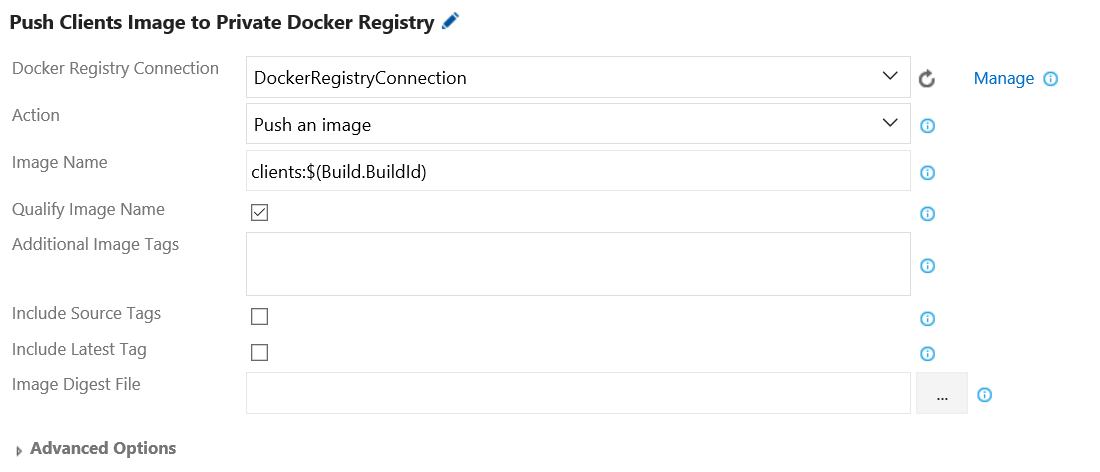 Push Clients Image to Private Docker Registry
Docker Registry Connection
DockerRegistryConnection
Manage
Action
Push an image
Image Name
clients:$(Build.BuildId)
Qualify Image Name
Additional Image Tags
Include Source Tags
Include Latest Tag
Image Digest File
...
Advanced Options